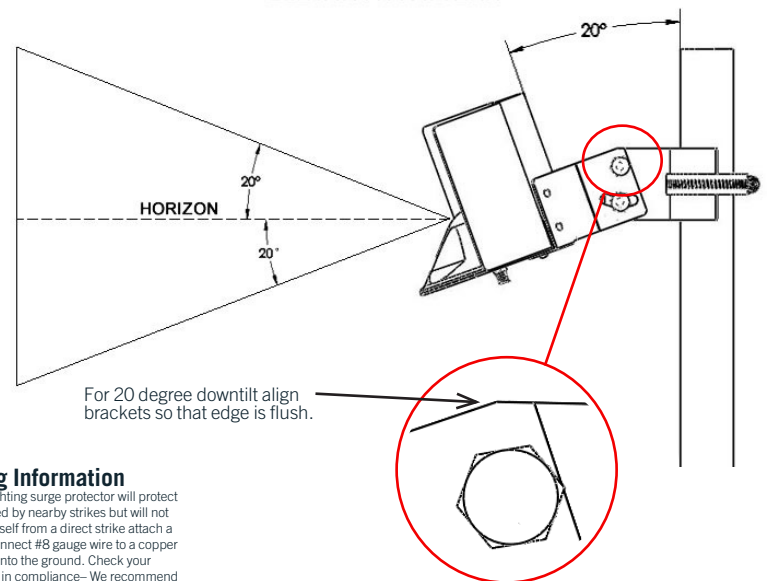 20°
20°
HORIZON
20°
For 20 degree downtilt align
brackets so that edge is flush.
g Information
hting surge protector will protect
ed by nearby strikes but will not
self from a direct strike attach a
nnect #8 gauge wire to a copper
nto the ground. Check your
in compliance– We recommend